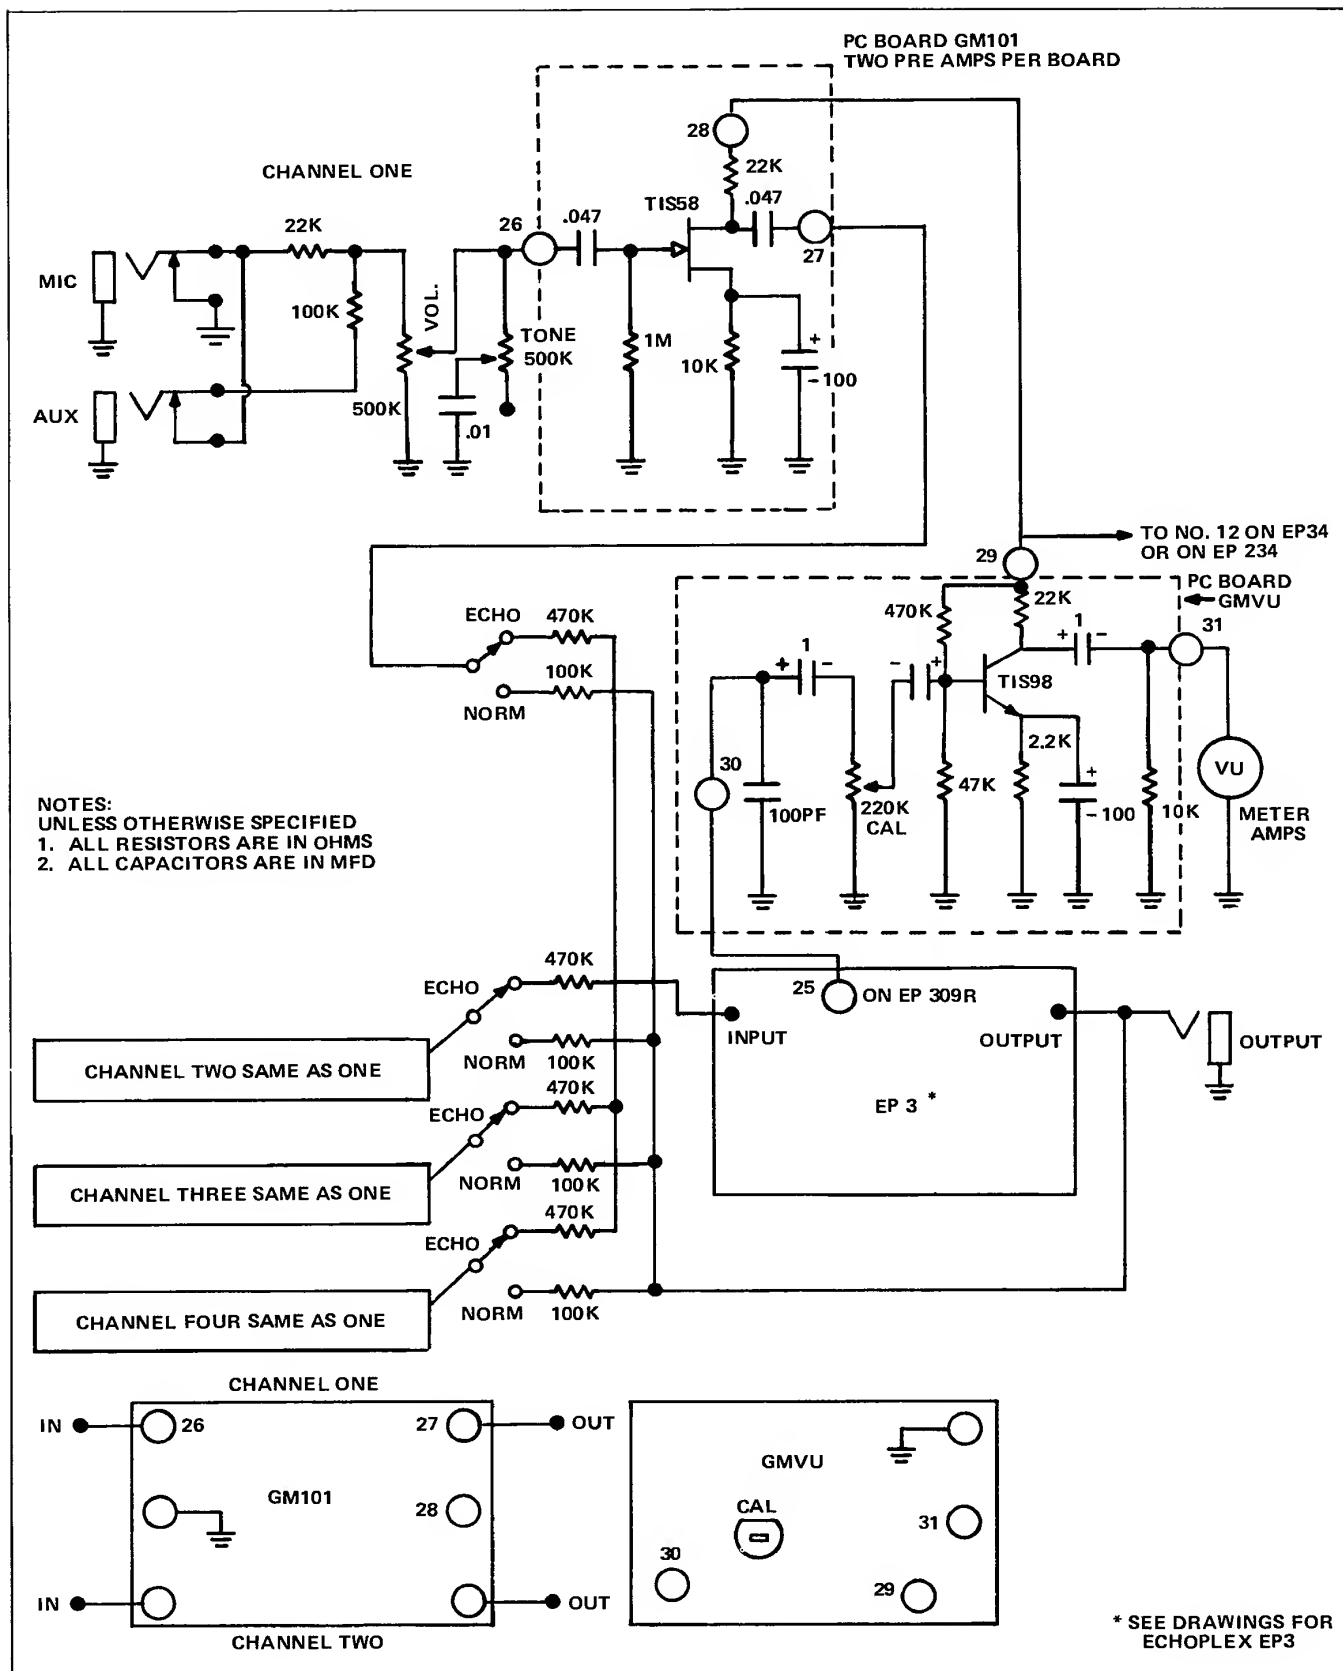 PC BOARD GM101
TWO PRE AMPS PER BOARD
28
22K
CHANNEL ONE
TIS58
.047
26
.047
27
22K
MIC
100K
VOL.
TONE
500K
1M
10K
+
- 100
AUX
500K
.01
TO NO. 12 ON EP34
OR ON EP 234
29
PC BOARD
GMVU
470K
22K
31
ECHO
470K
1
+ -
1
+ -
- +
100K
TIS98
NORM
2.2K
30
+
VU
47K
100PF
220K
CAL
- 100
10K
METER
AMPS
NOTES:
UNLESS OTHERWISE SPECIFIED
1. ALL RESISTORS ARE IN OHMS
2. ALL CAPACITORS ARE IN MFD
470K
ECHO
25
ON EP 309R
INPUT
OUTPUT
OUTPUT
NORM
100K
CHANNEL TWO SAME AS ONE
470K
ECHO
EP 3 *
NORM
100K
CHANNEL THREE SAME AS ONE
470K
ECHO
NORM
100K
CHANNEL FOUR SAME AS ONE
CHANNEL ONE
IN
26
27
OUT
GM101
28
IN
OUT
CHANNEL TWO
GMVU
CAL
31
30
29
* SEE DRAWINGS FOR
ECHOPLEX EP3